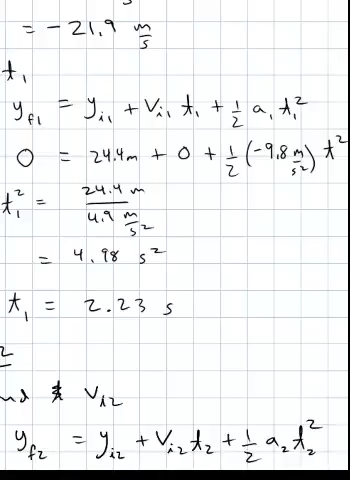 = -21.9 m/s
t₁
y_f1 = y_i1 + V_i1 t₁ + 1/2 a₁ t₁²
0 = 24.4m + 0 + 1/2 (-9.8 m/s²) t²
t₁² = 24.4 m / 4.9 m/s²
= 4.98 s²
t₁ = 2.23 s
2
V_i2
y_f2 = y_i2 + V_i2 t₂ + 1/2 a₂ t₂²